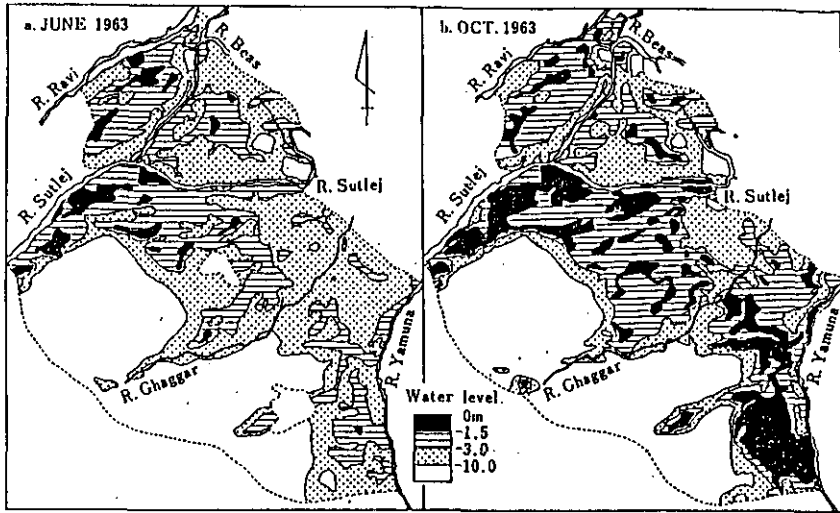 a. JUNE 1963
R. Beas
R. Ravi
R. Sutlej
R. Sutlej
R. Ghaggar
R. Yamuna
b. OCT. 1963
R. Beas
R. Ravi
R. Sutlej
R. Sutlej
R. Ghaggar
R. Yamuna
Water level
0m
-1.5
-3.0
-10.0